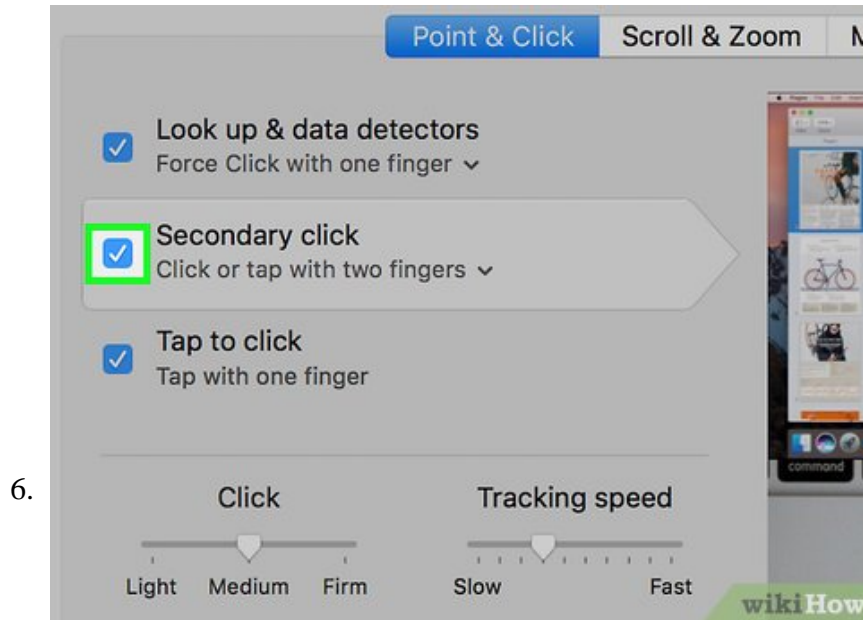 Point & Click Scroll & Zoom
Look up & data detectors
Force Click with one finger
Secondary click
Click or tap with two fingers
Tap to click
Tap with one finger
command
6.
Click Tracking speed
Light Medium Firm Slow Fast
wikiHow